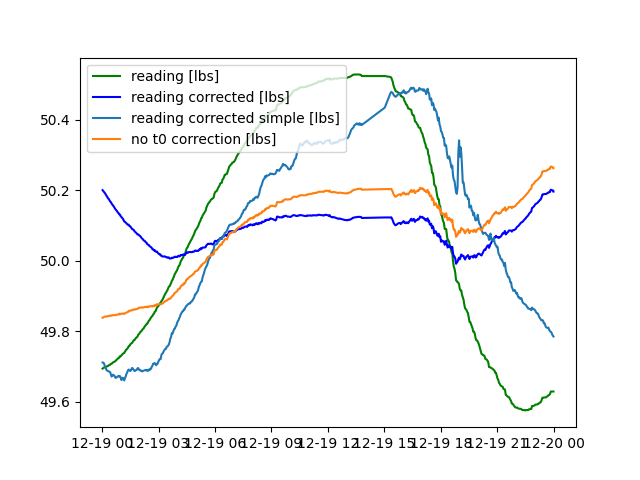 reading [lbs]
reading corrected [lbs]
reading corrected simple [lbs]
no t0 correction [lbs]
50.4
50.2
50.0
49.8
49.6
12-19 00 12-19 03 12-19 06 12-19 09 12-19 12 12-19 15 12-19 18 12-19 21 12-20 00